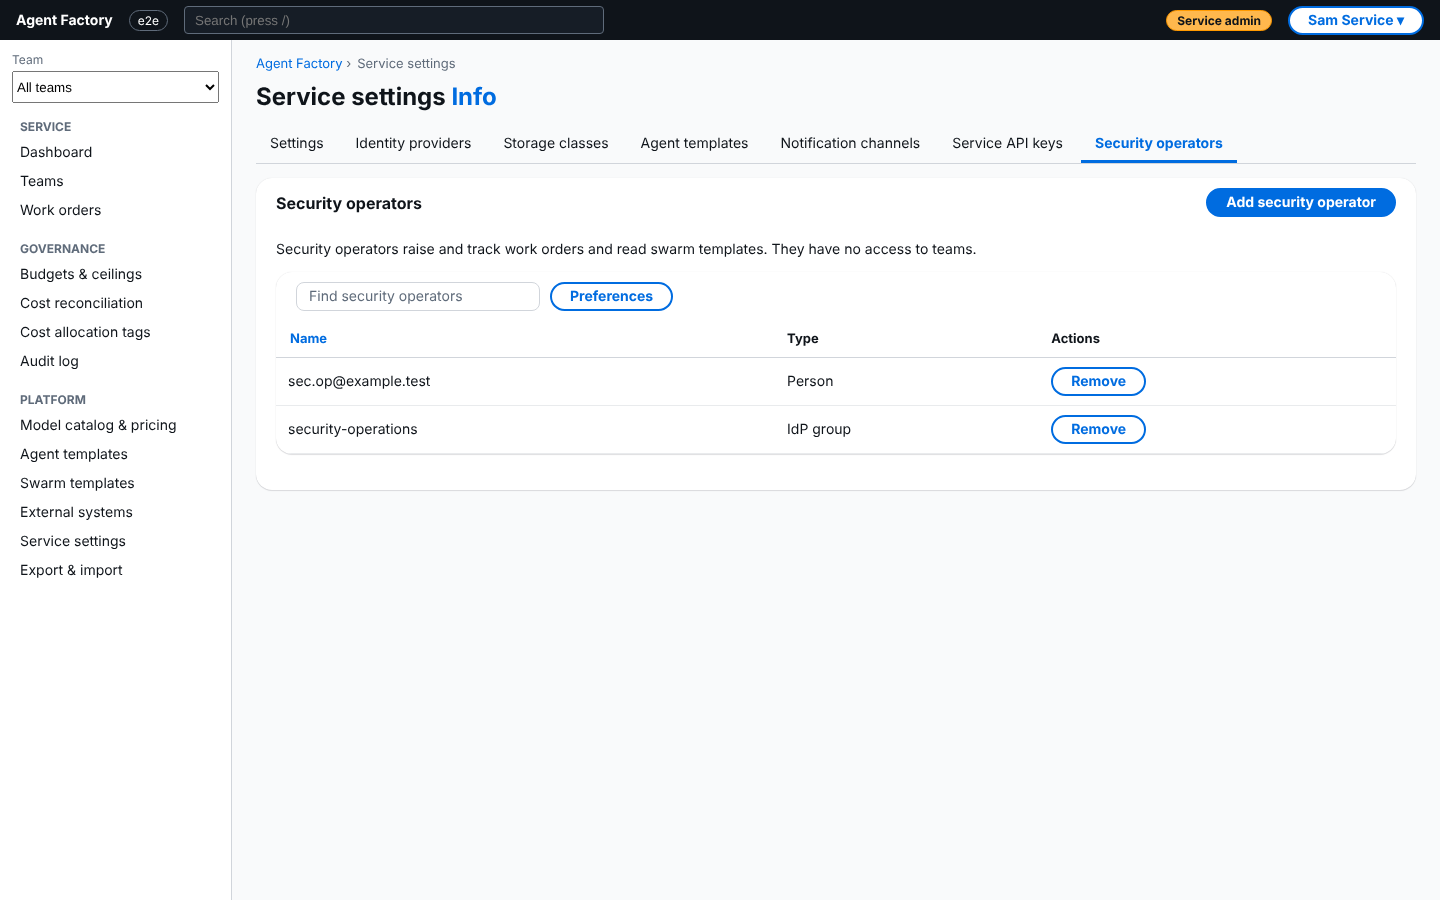 Agent Factory e2e Search (press /) Service admin Sam Service ▾
Team
All teams
SERVICE
Dashboard
Teams
Work orders
GOVERNANCE
Budgets & ceilings
Cost reconciliation
Cost allocation tags
Audit log
PLATFORM
Model catalog & pricing
Agent templates
Swarm templates
External systems
Service settings
Export & import
Agent Factory › Service settings
Service settings Info
Settings Identity providers Storage classes Agent templates Notification channels Service API keys Security operators
Security operators Add security operator
Security operators raise and track work orders and read swarm templates. They have no access to teams.
Find security operators Preferences
Name Type Actions
sec.op@example.test Person Remove
security-operations IdP group Remove